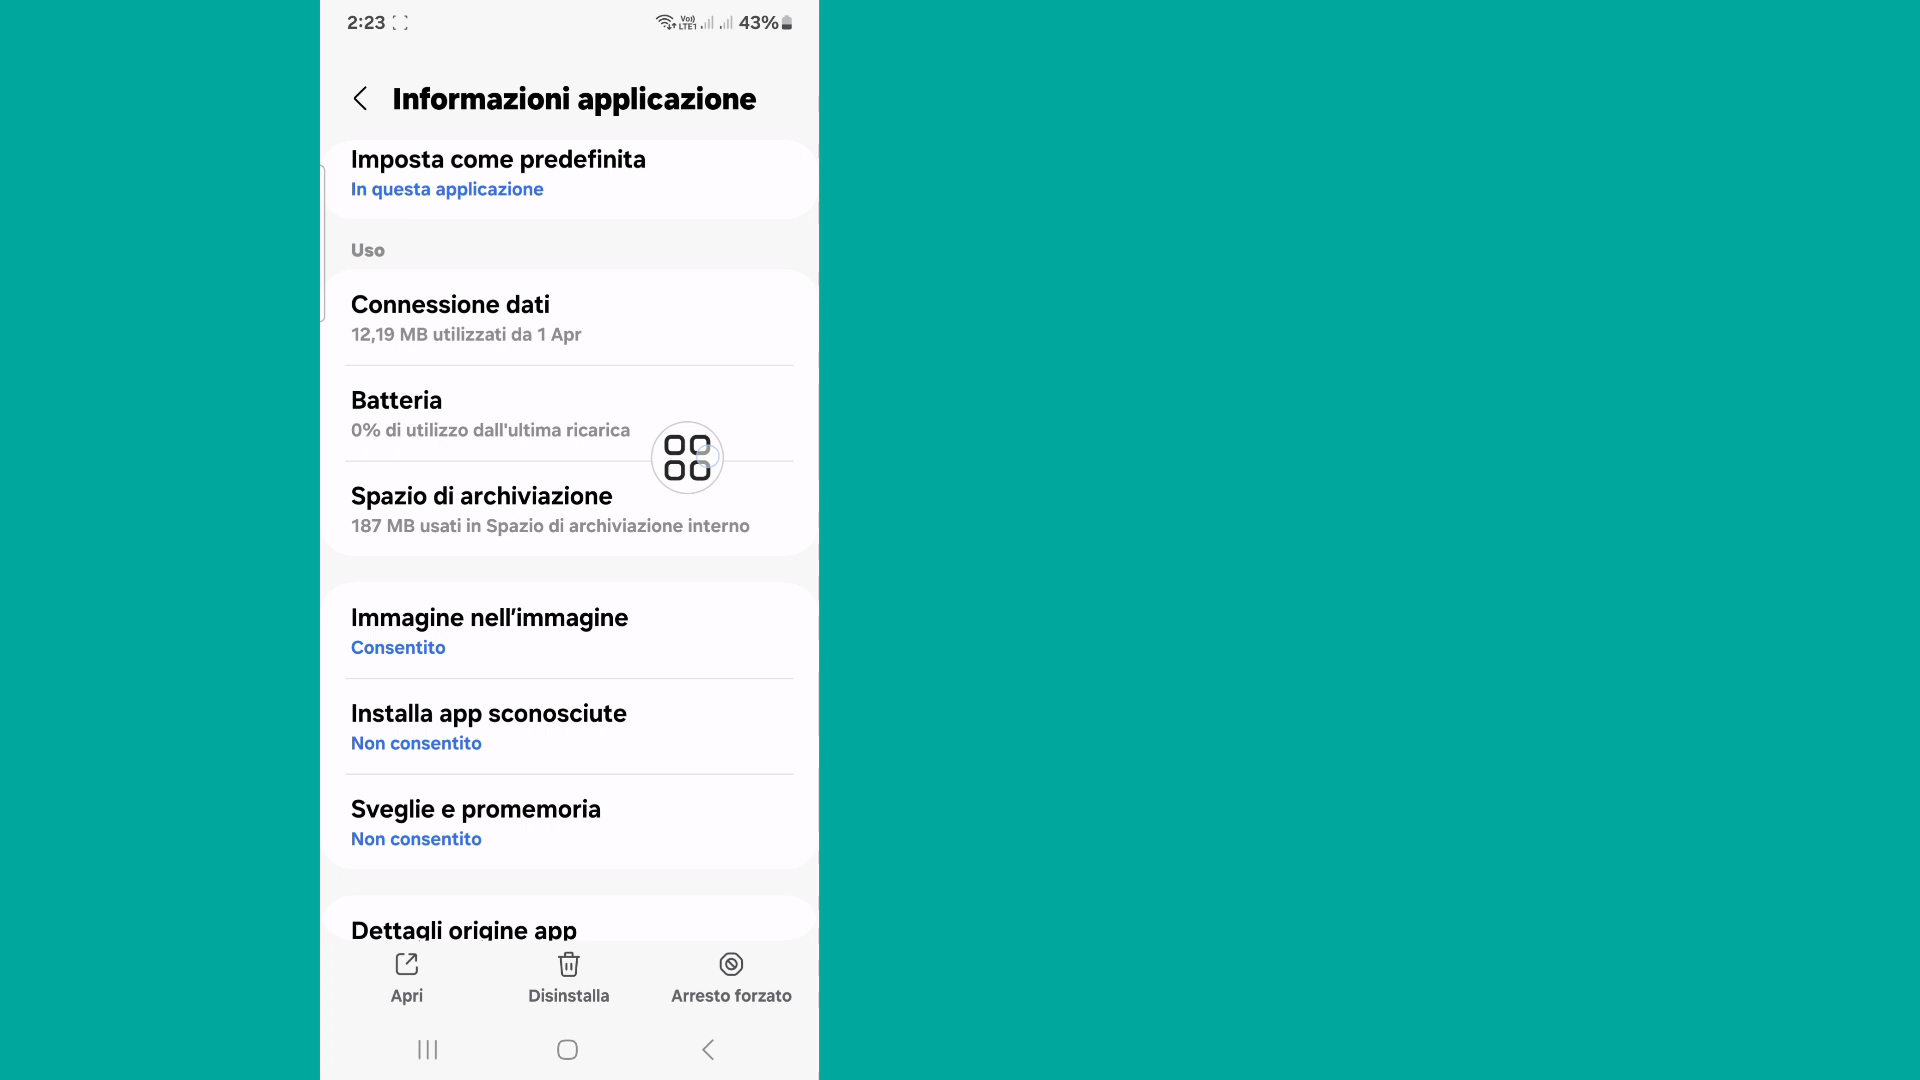 2:23
Vo)) LTE1 43%
Informazioni applicazione
Imposta come predefinita
In questa applicazione
Uso
Connessione dati
12,19 MB utilizzati da 1 Apr
Batteria
0% di utilizzo dall'ultima ricarica
Spazio di archiviazione
187 MB usati in Spazio di archiviazione interno
Immagine nell'immagine
Consentito
Installa app sconosciute
Non consentito
Sveglie e promemoria
Non consentito
Dettagli origine app
Apri Disinstalla Arresto forzato